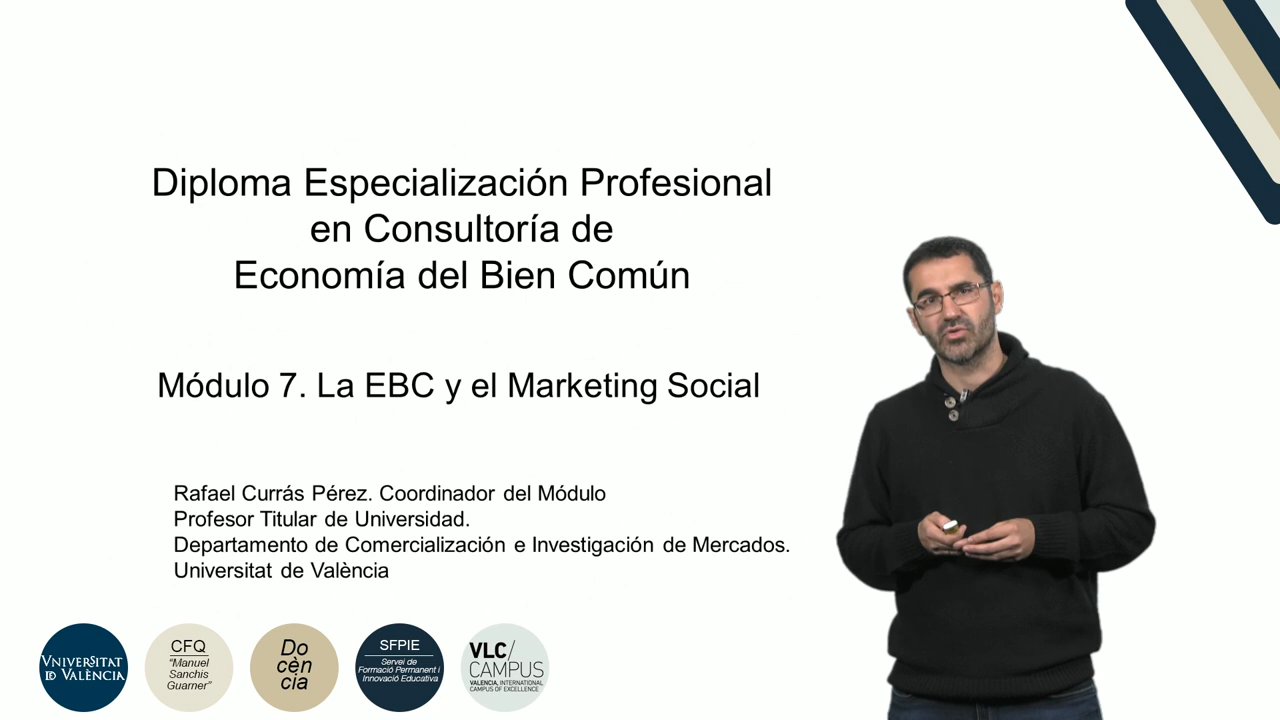 Diploma Especialización Profesional
en Consultoría de
Economía del Bien Común
Módulo 7. La EBC y el Marketing Social
Rafael Currás Pérez. Coordinador del Módulo
Profesor Titular de Universidad.
Departamento de Comercialización e Investigación de Mercados.
Universitat de València
VNIVERSITAT
DE VALÈNCIA
CFQ
"Manuel
Sanchis
Guarner"
Do
cèn
cia
SFPIE
Servei de
Formació Permanent i
Innovació Educativa
VLC/
CAMPUS
VALENCIA, INTERNATIONAL
CAMPUS OF EXCELLENCE